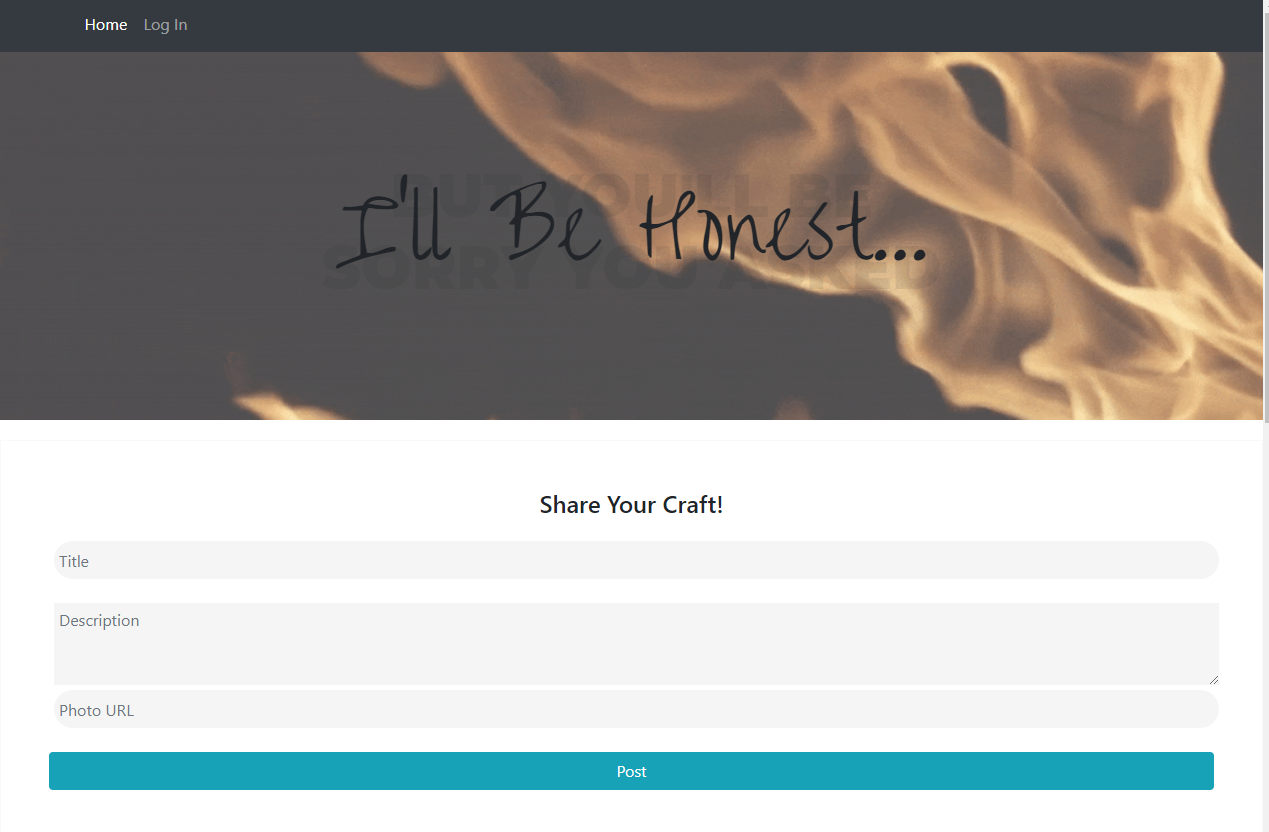 Home Log In
BUT YOU'LL BE
I'll Be Honest...
SORRY YOU ASKED
Share Your Craft!
Title
Description
Photo URL
Post